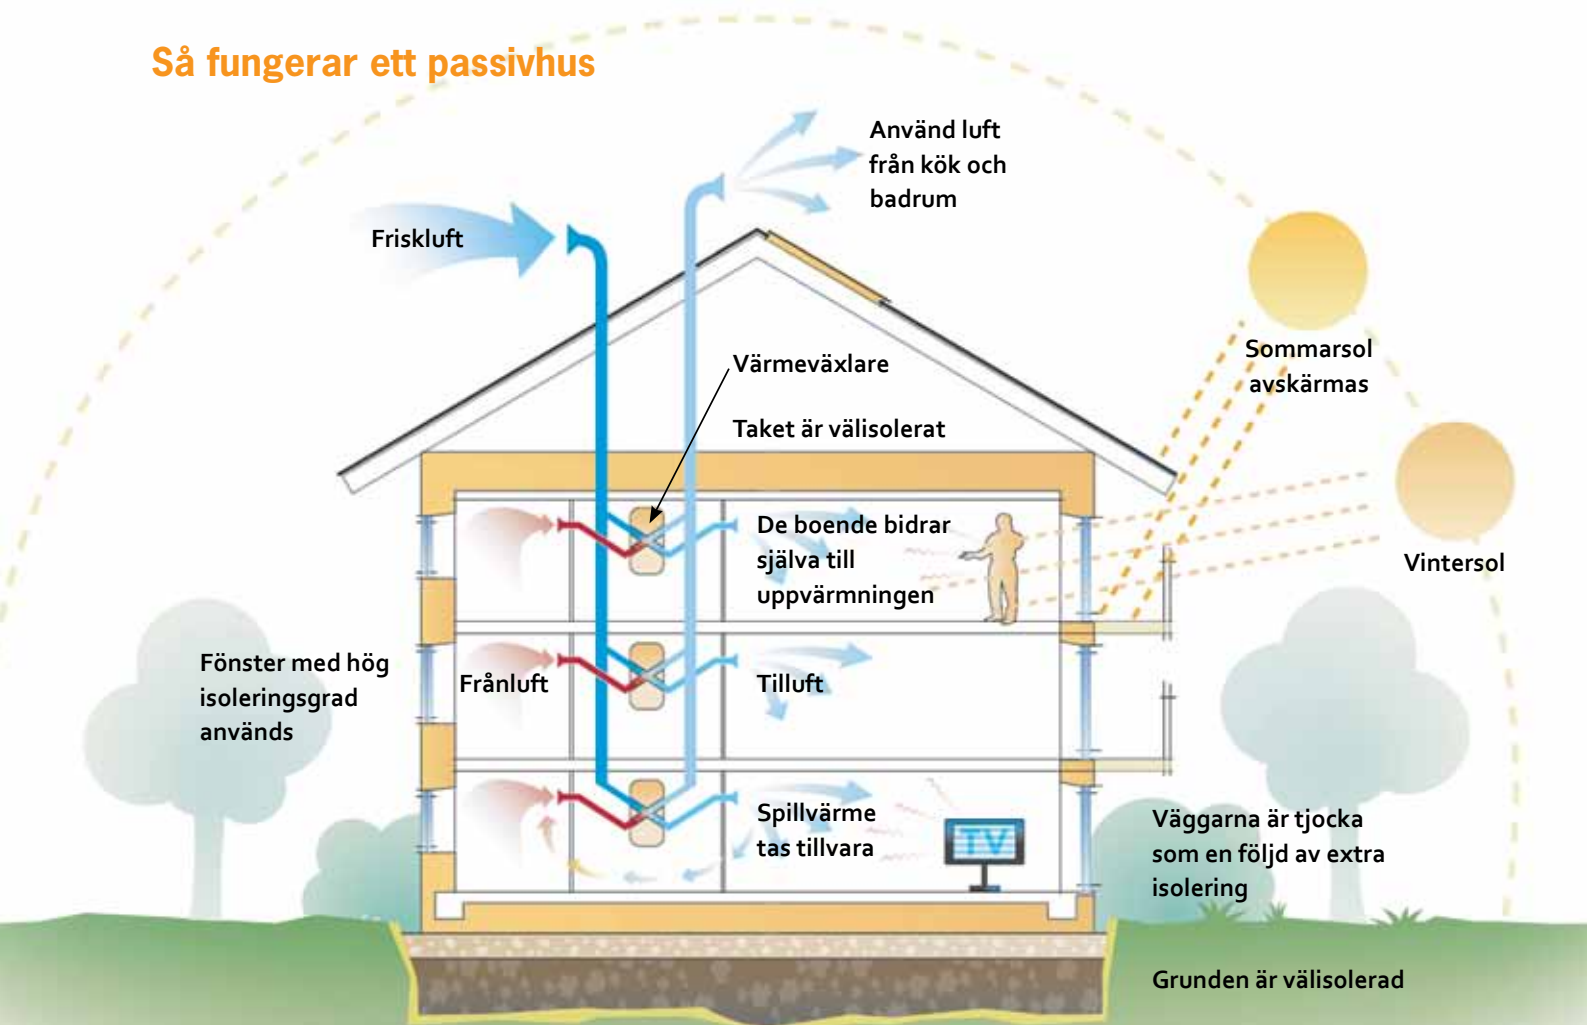 Så fungerar ett passivhus
Använd luft
från kök och
badrum
Friskluft
Värmeväxlare
Taket är välisolerat
Sommarsol
avskärmas
Vintersol
De boende bidrar
själva till
uppvärmningen
Fönster med hög
isoleringsgrad
används
Frånluft
Tilluft
Spillvärme
tas tillvara
TV
Väggarna är tjocka
som en följd av extra
isolering
Grunden är välisolerad